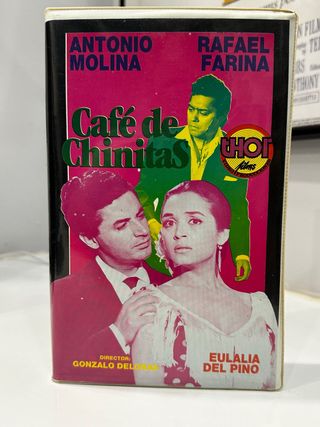 ANTONIO
MOLINA
RAFAEL
FARINA
Café de
Chinitas
tHOR
films
DIRECTOR:
GONZALO DELGRAS
EULALIA
DEL PINO